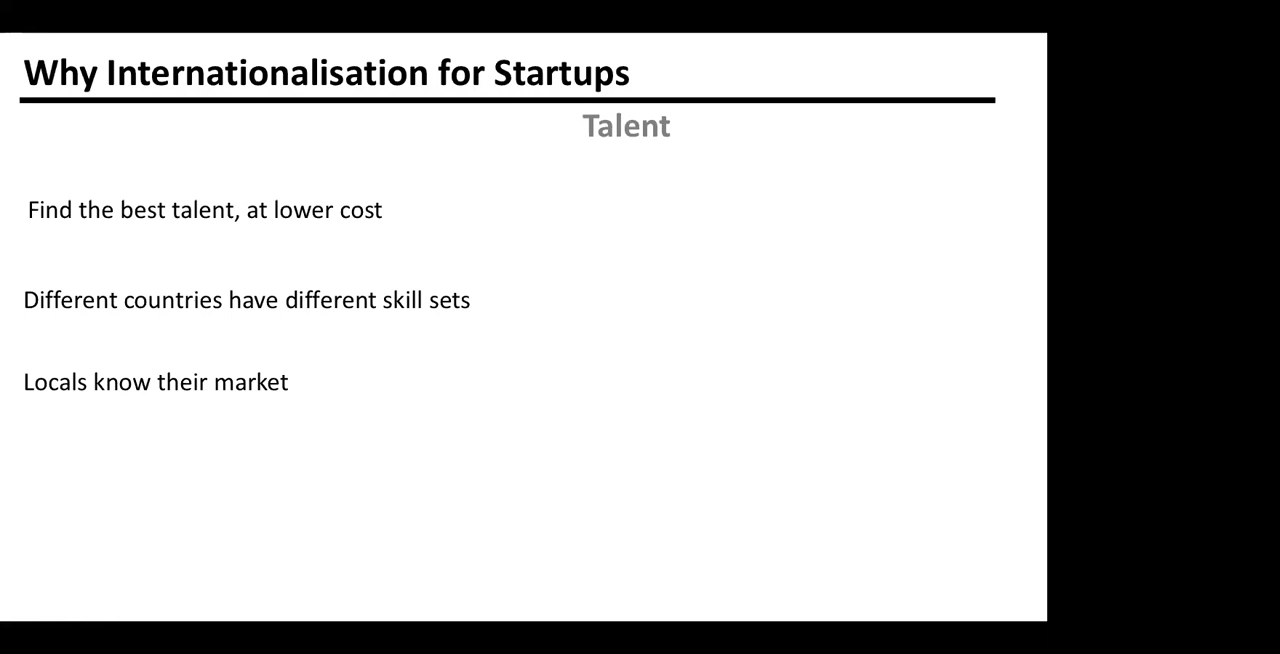 Why Internationalisation for Startups
Talent
Find the best talent, at lower cost
Different countries have different skill sets
Locals know their market